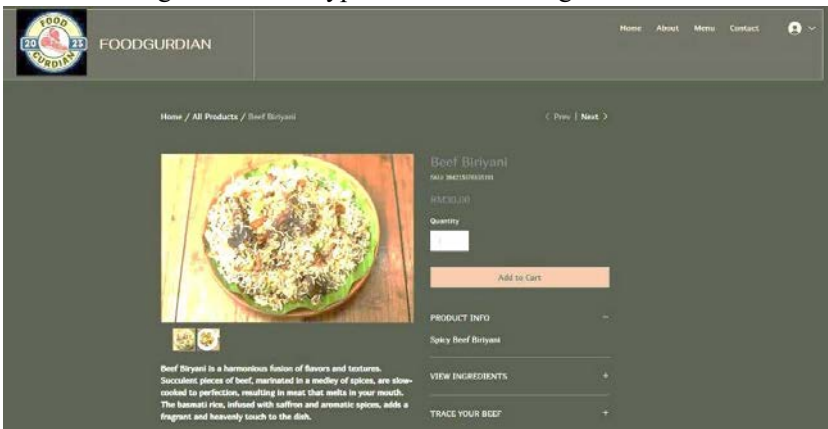 FOOD
20 23
GURDIAN
FOODGURDIAN
Home About Menu Contact
Home / All Products / Beef Biriyani
< Prev | Next >
Beef Biriyani
RM30.00
Quantity
1
Add to Cart
PRODUCT INFO −
Spicy Beef Biriyani
VIEW INGREDIENTS +
TRACE YOUR BEEF +
Beef Biryani is a harmonious fusion of flavors and textures.
Succulent pieces of beef, marinated in a medley of spices, are slow-
cooked to perfection, resulting in meat that melts in your mouth.
The basmati rice, infused with saffron and aromatic spices, adds a
fragrant and heavenly touch to the dish.